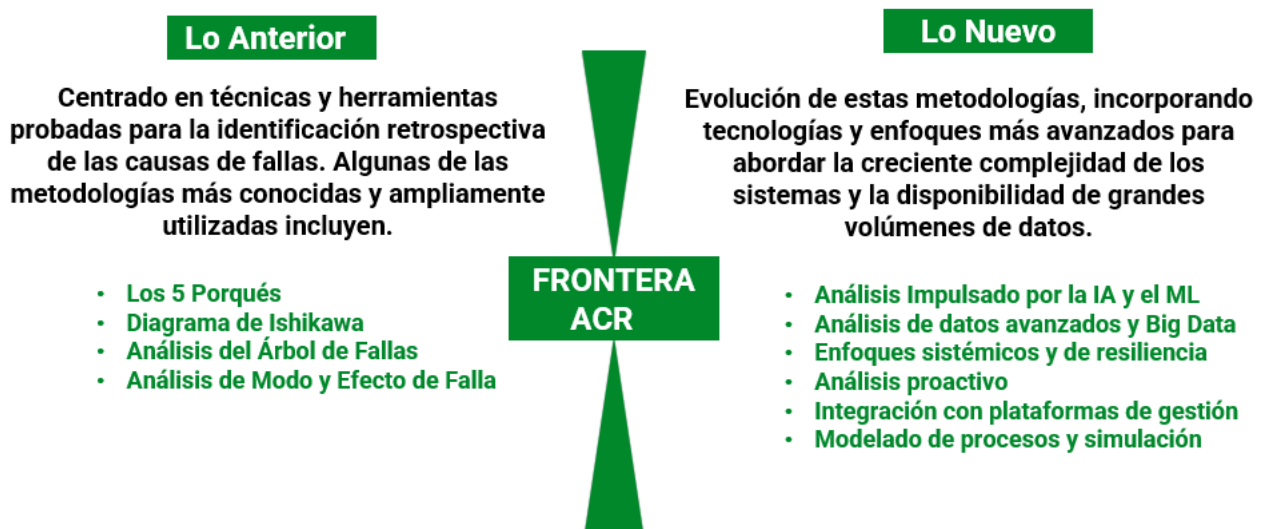 Lo Anterior
Centrado en técnicas y herramientas
probadas para la identificación retrospectiva
de las causas de fallas. Algunas de las
metodologías más conocidas y ampliamente
utilizadas incluyen.
• Los 5 Porqués
• Diagrama de Ishikawa
• Análisis del Árbol de Fallas
• Análisis de Modo y Efecto de Falla
FRONTERA
ACR
Lo Nuevo
Evolución de estas metodologías, incorporando
tecnologías y enfoques más avanzados para
abordar la creciente complejidad de los
sistemas y la disponibilidad de grandes
volúmenes de datos.
• Análisis Impulsado por la IA y el ML
• Análisis de datos avanzados y Big Data
• Enfoques sistémicos y de resiliencia
• Análisis proactivo
• Integración con plataformas de gestión
• Modelado de procesos y simulación